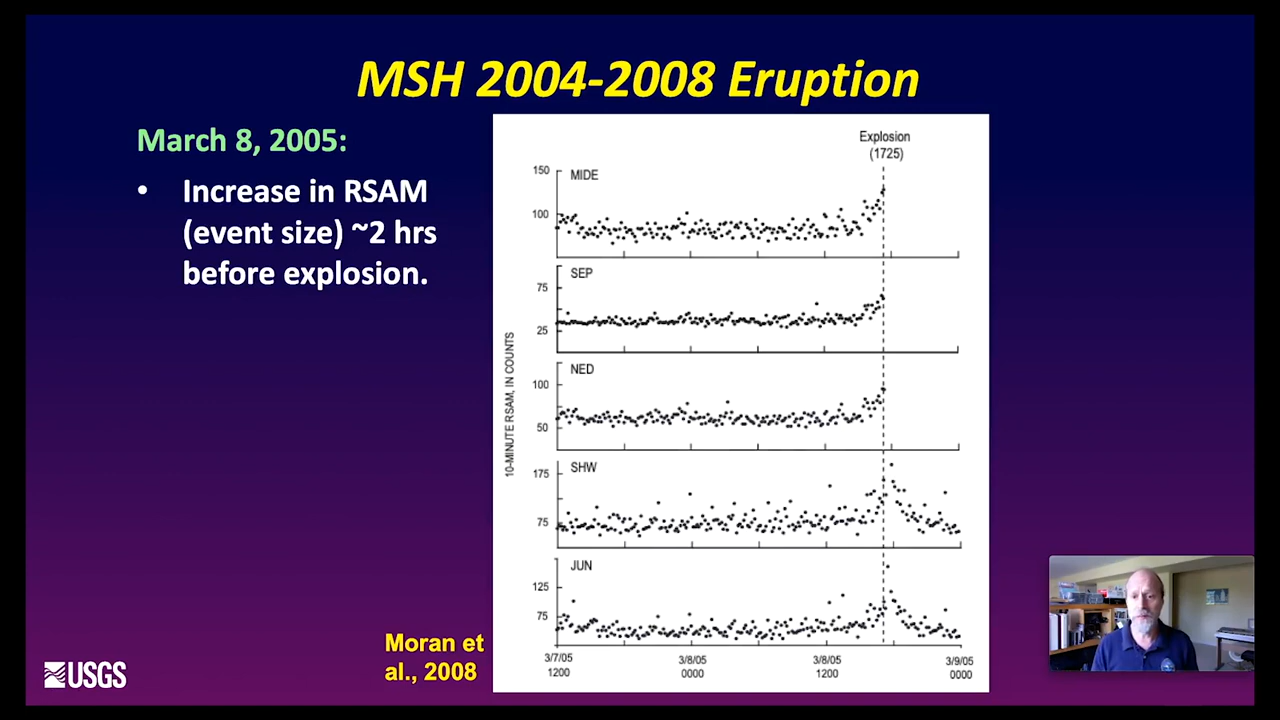 MSH 2004-2008 Eruption
March 8, 2005:
• Increase in RSAM
(event size) ~2 hrs
before explosion.
Explosion
(1725)
150
MIDE
100
SEP
75
25
NED
100
50
SHW
175
75
JUN
125
75
10-MINUTE RSAM, IN COUNTS
3/7/05 3/8/05 3/8/05 3/9/05
1200 0000 1200 0000
Moran et
al., 2008
USGS